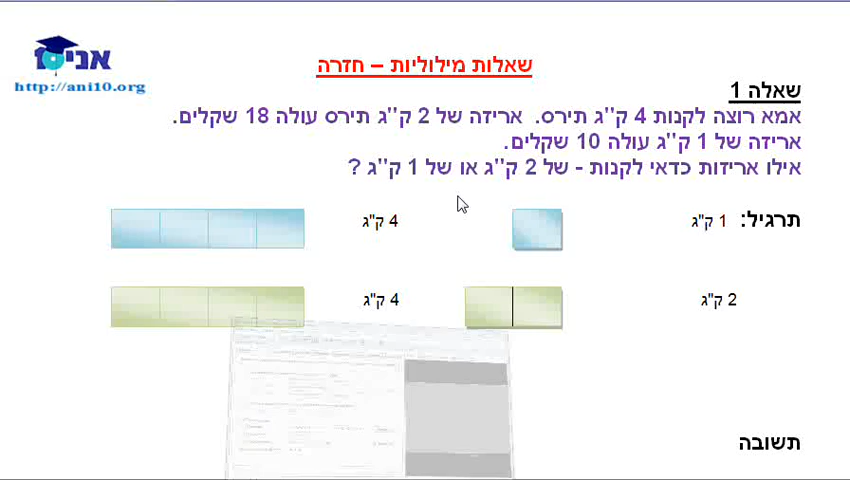 אני10
http://ani10.org
שאלות מילוליות – חזרה
שאלה 1
אמא רוצה לקנות 4 ק''ג תירס. אריזה של 2 ק''ג תירס עולה 18 שקלים.
אריזה של 1 ק''ג עולה 10 שקלים.
אילו אריזות כדאי לקנות - של 2 ק''ג או של 1 ק''ג ?
תרגיל: 1 ק"ג 4 ק"ג
2 ק"ג 4 ק"ג
תשובה